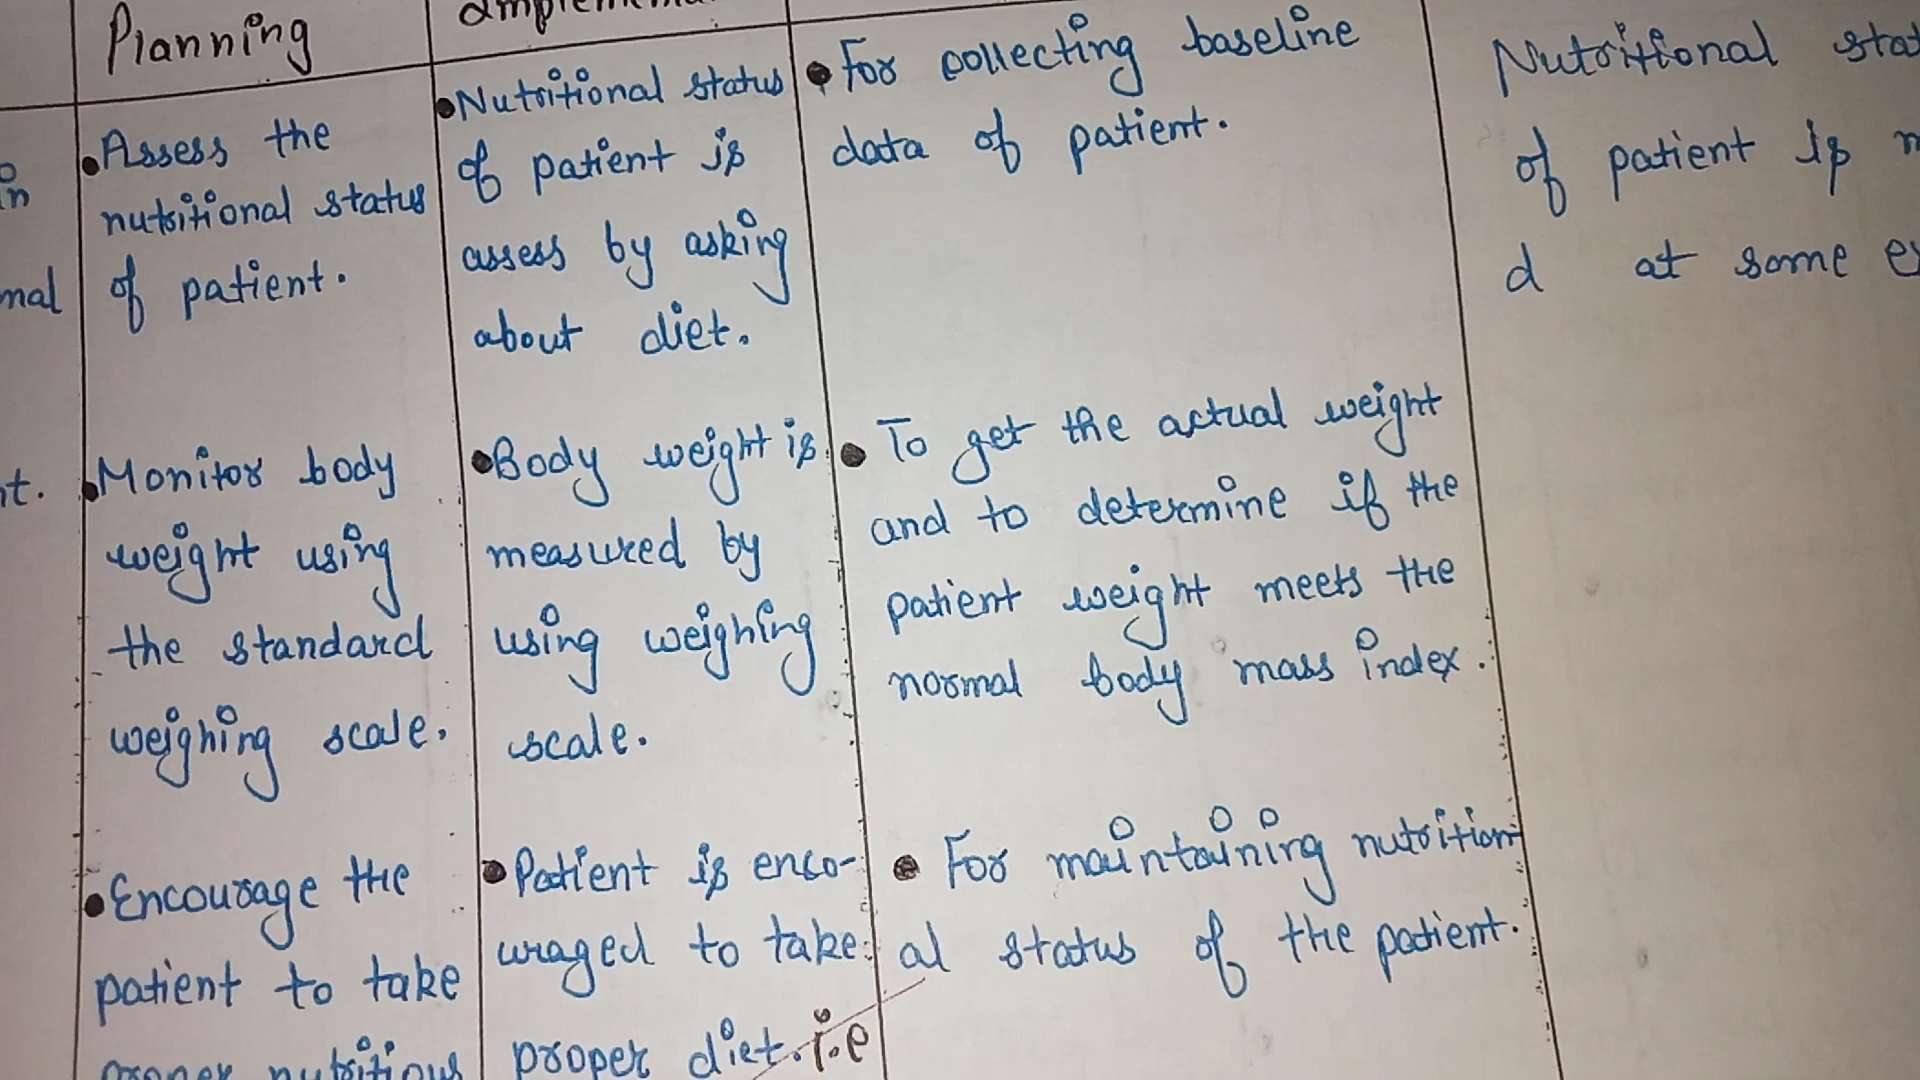 Planning
Assess the
nutritional status
of patient.
Monitor body
weight using
the standard
weighing scale.
Encourage the
patient to take
proper nutritious
Nutritional status
of patient is
assess by asking
about diet.
Body weight is
measured by
using weighing
scale.
Patient is enco-
uraged to take
proper diet. i.e
For collecting baseline
data of patient.
To get the actual weight
and to determine if the
patient weight meets the
normal body mass index.
For maintaining nutrition
al status of the patient.
Nutritional
of patient is
d at some